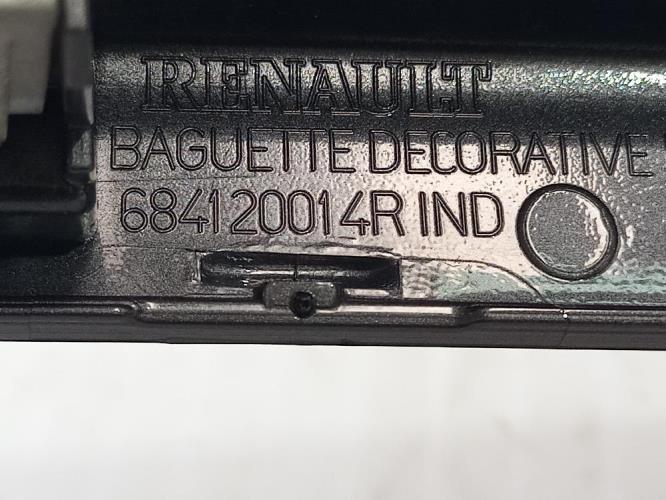 RENAULT
BAGUETTE DECORATIVE
684120014R IND